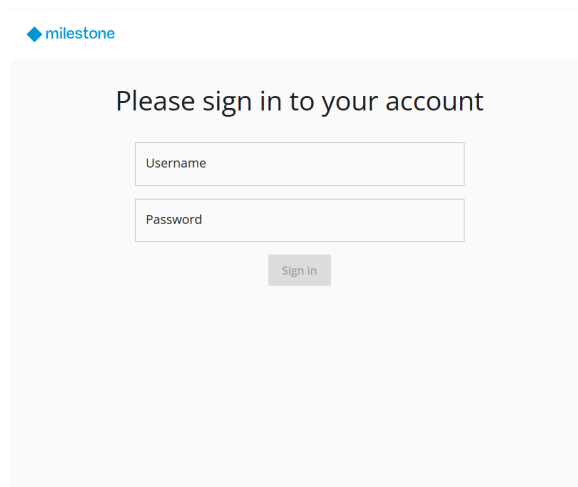 milestone
Please sign in to your account
Username
Password
Sign in